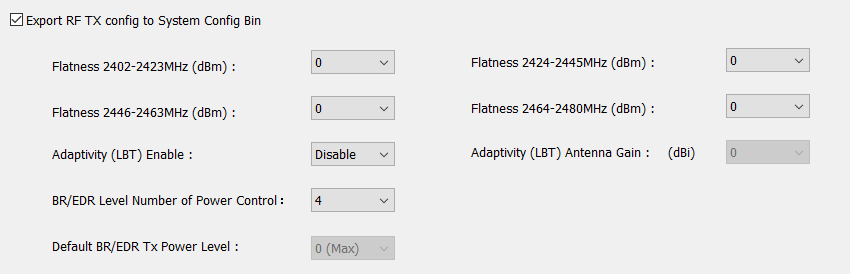 Export RF TX config to System Config Bin
Flatness 2402-2423MHz (dBm) : 0
Flatness 2424-2445MHz (dBm) : 0
Flatness 2446-2463MHz (dBm) : 0
Flatness 2464-2480MHz (dBm) : 0
Adaptivity (LBT) Enable : Disable
Adaptivity (LBT) Antenna Gain : (dBi) 0
BR/EDR Level Number of Power Control: 4
Default BR/EDR Tx Power Level : 0 (Max)